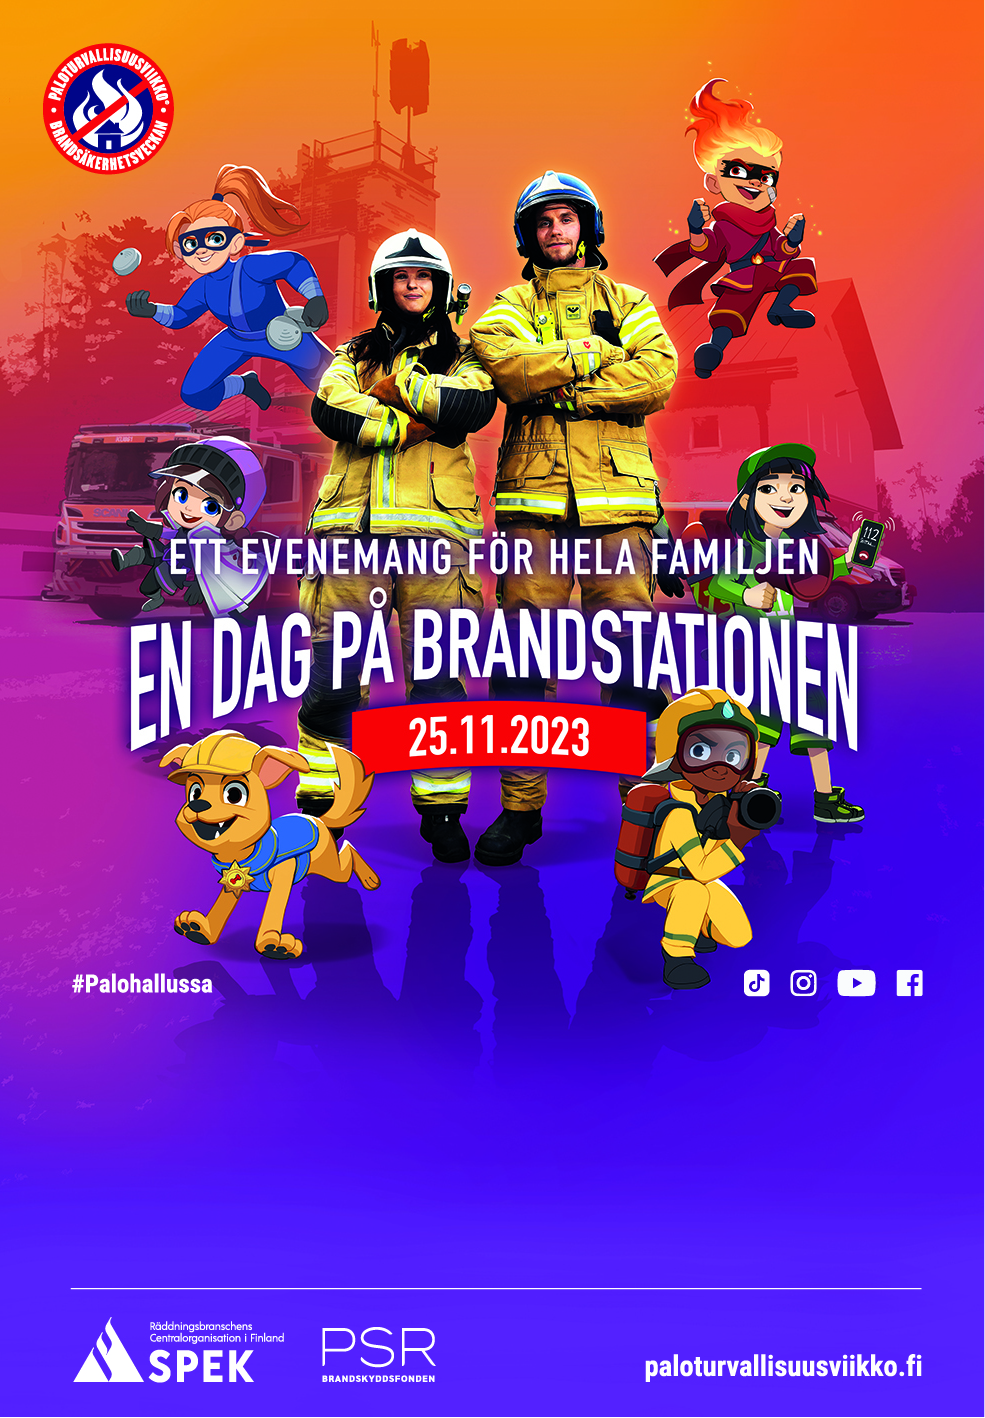 PALOTURVALLISUUSVIIKKO®
BRANDSÄKERHETSVECKAN
SCANIA
112
ETT EVENEMANG FÖR HELA FAMILJEN
EN DAG PÅ BRANDSTATIONEN
25.11.2023
#Palohallussa
Räddningsbranschens
Centralorganisation i Finland
SPEK
PSR
BRANDSKYDDSFONDEN
paloturvallisuusviikko.fi